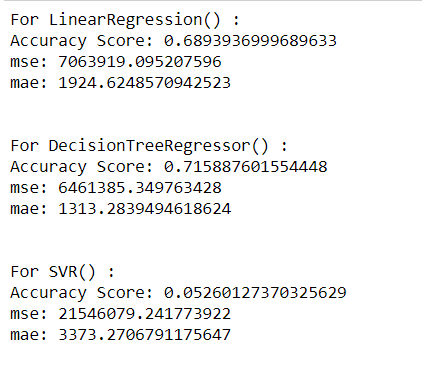 For LinearRegression() :
Accuracy Score: 0.6893936999689633
mse: 7063919.095207596
mae: 1924.6248570942523
For DecisionTreeRegressor() :
Accuracy Score: 0.715887601554448
mse: 6461385.349763428
mae: 1313.2839494618624
For SVR() :
Accuracy Score: 0.05260127370325629
mse: 21546079.241773922
mae: 3373.2706791175647